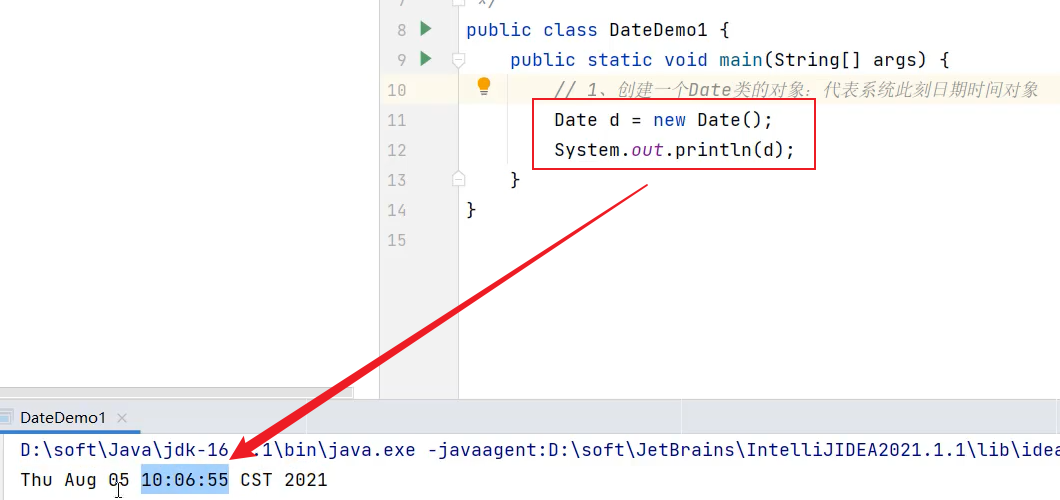 7 */
8 public class DateDemo1 {
9 public static void main(String[] args) {
10 // 1、创建一个Date类的对象：代表系统此刻日期时间对象
11 Date d = new Date();
12 System.out.println(d);
13 }
14 }
15
DateDemo1
D:\soft\Java\jdk-16 .1\bin\java.exe -javaagent:D:\soft\JetBrains\IntelliJIDEA2021.1.1\lib\idea
Thu Aug 05 10:06:55 CST 2021